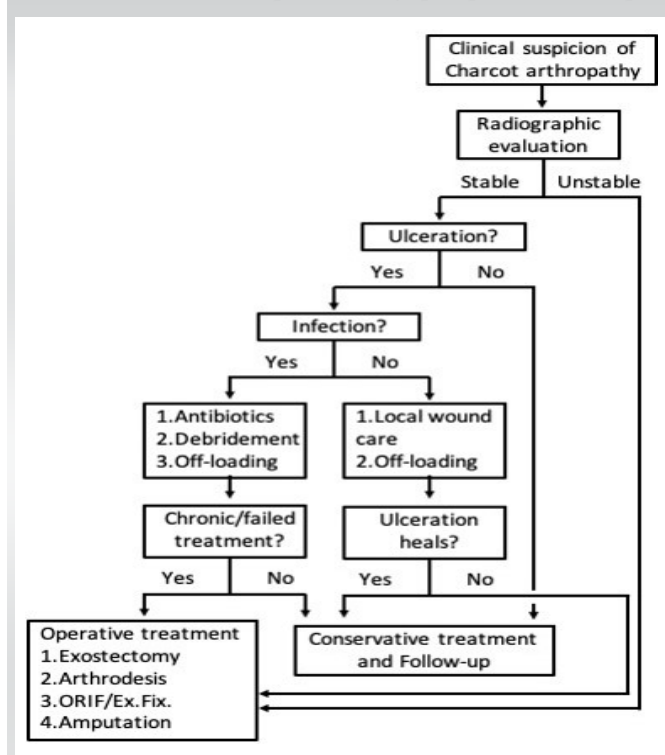 Clinical suspicion of
Charcot arthropathy
Radiographic
evaluation
Stable Unstable
Ulceration?
Yes No
Infection?
Yes No
1.Antibiotics
2.Debridement
3.Off-loading
1.Local wound
care
2.Off-loading
Chronic/failed
treatment?
Ulceration
heals?
Yes No
Yes No
Operative treatment
1.Exostectomy
2.Arthrodesis
3.ORIF/Ex.Fix.
4.Amputation
Conservative treatment
and Follow-up